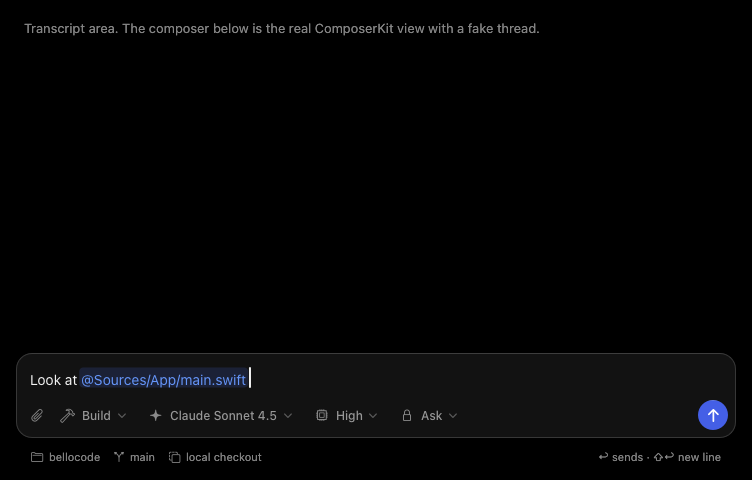 Transcript area. The composer below is the real ComposerKit view with a fake thread.
Look at @Sources/App/main.swift
Build Claude Sonnet 4.5 High Ask
bellocode main local checkout ↩ sends · ⇧↩ new line